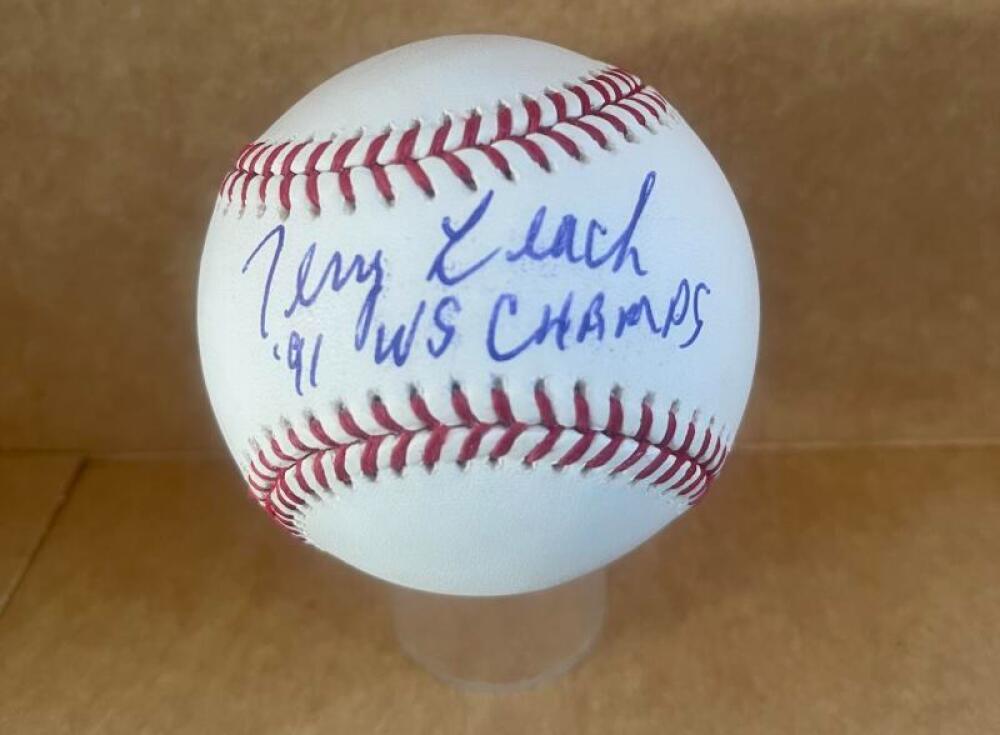 Terry Leach
'91 WS CHAMPS